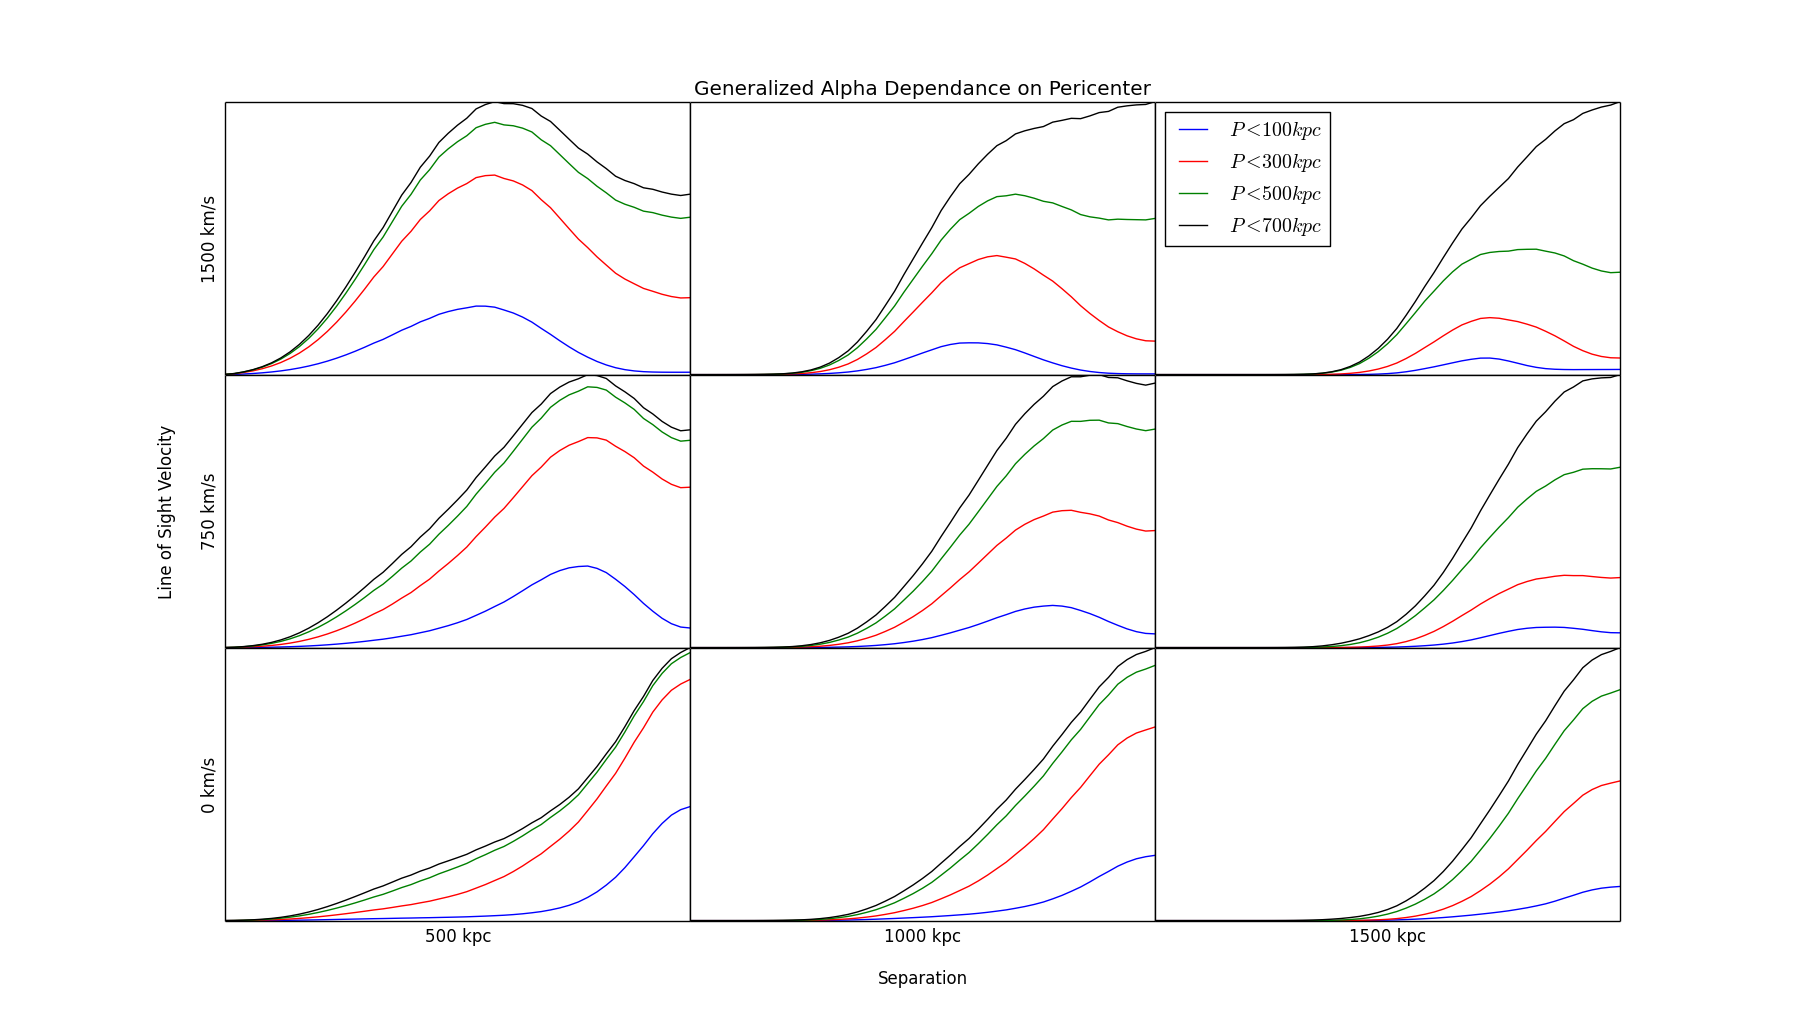 Generalized Alpha Dependance on Pericenter
P<100kpc
P<300kpc
P<500kpc
P<700kpc
Line of Sight Velocity
1500 km/s
750 km/s
0 km/s
500 kpc
1000 kpc
1500 kpc
Separation